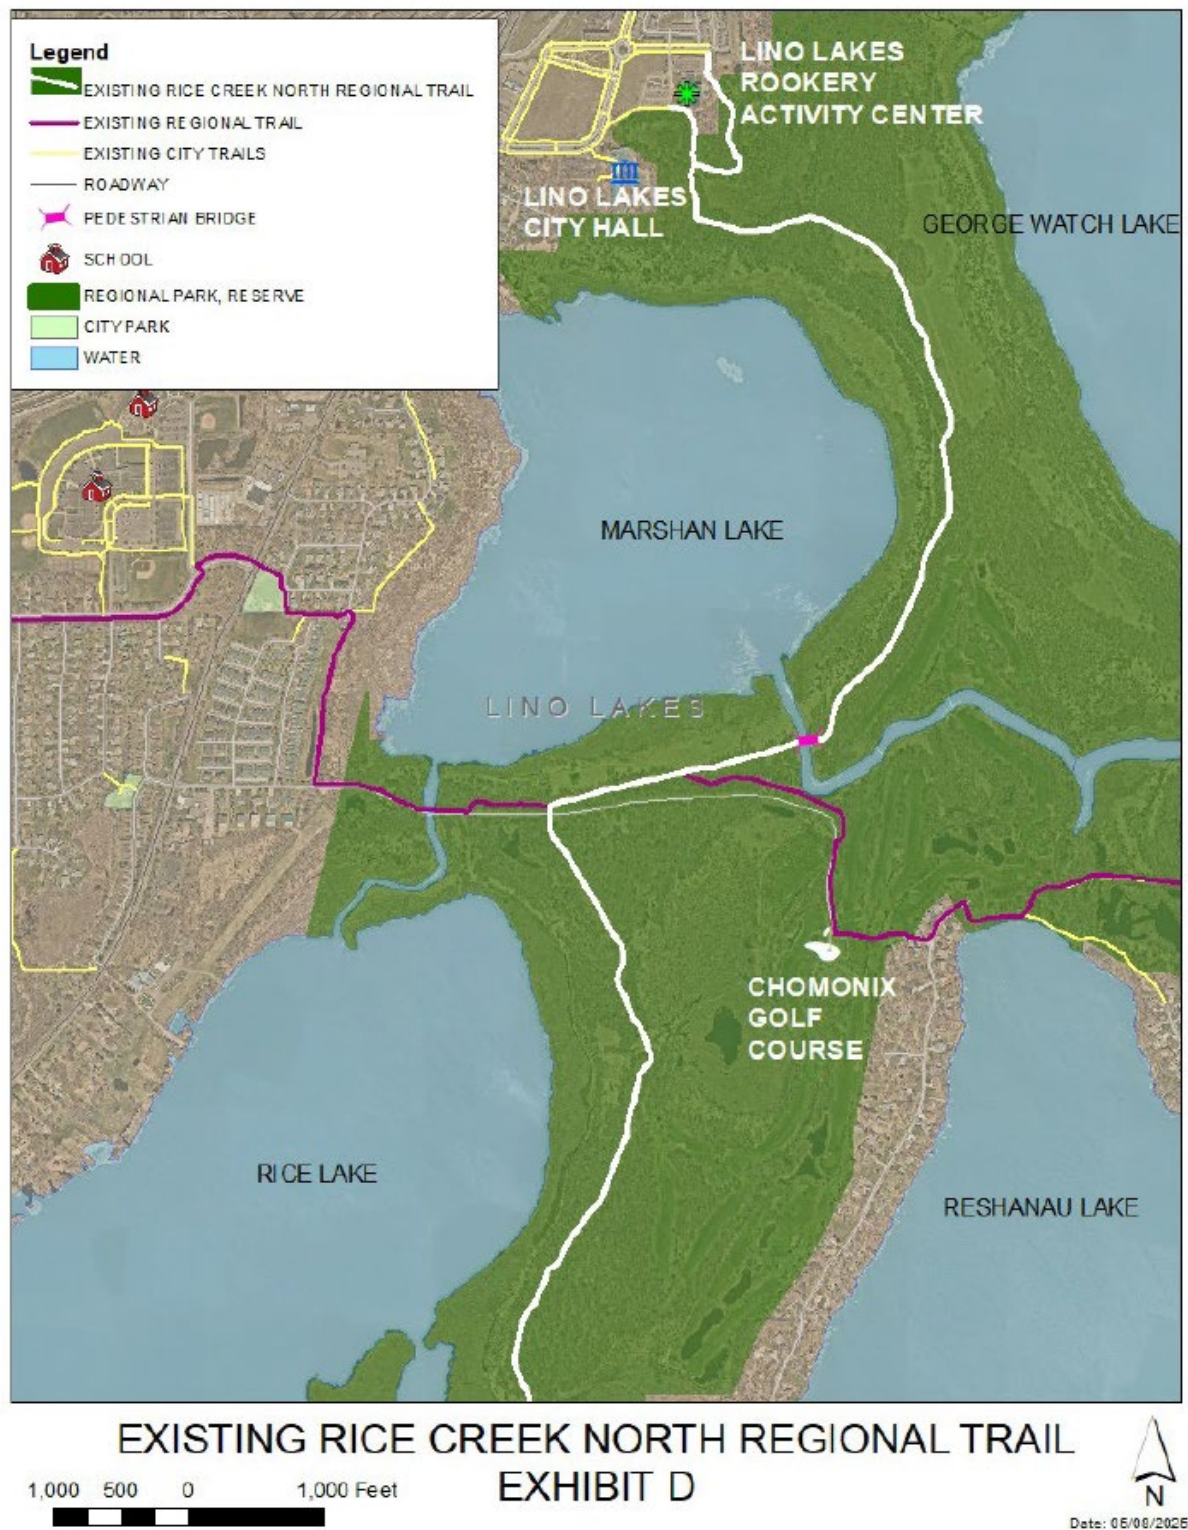 Legend
EXISTING RICE CREEK NORTH REGIONAL TRAIL
EXISTING REGIONAL TRAIL
EXISTING CITY TRAILS
ROADWAY
PEDESTRIAN BRIDGE
SCHOOL
REGIONAL PARK, RESERVE
CITY PARK
WATER
LINO LAKES
ROOKERY
ACTIVITY CENTER
LINO LAKES
CITY HALL
GEORGE WATCH LAKE
MARSHAN LAKE
LINO LAKES
CHOMONIX
GOLF
COURSE
RICE LAKE
RESHANAU LAKE
EXISTING RICE CREEK NORTH REGIONAL TRAIL
EXHIBIT D
1,000 500 0 1,000 Feet
N
Date: 05/08/2025